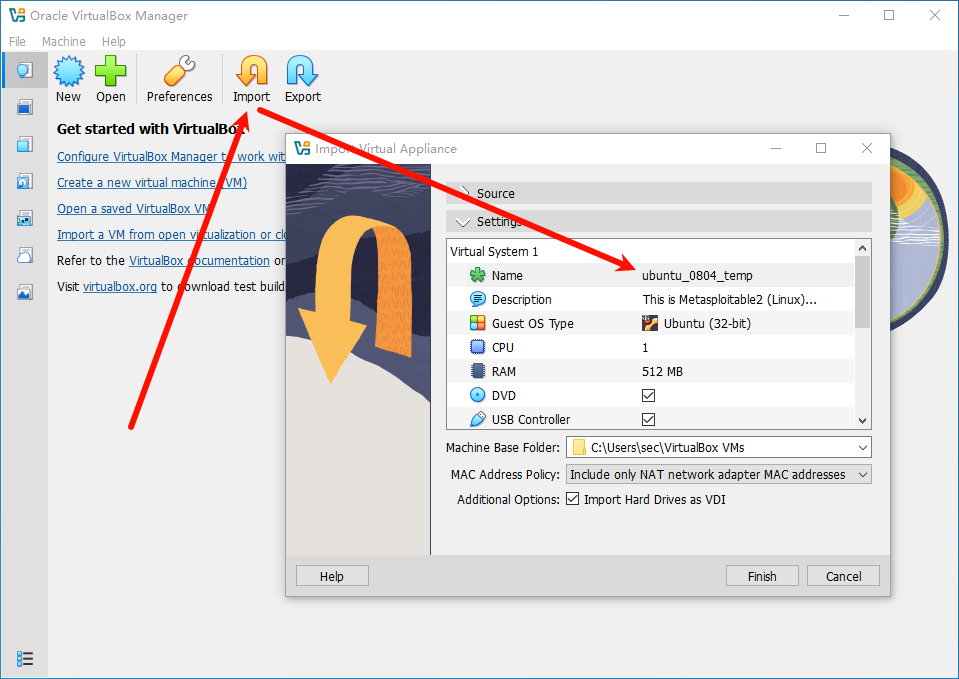 Oracle VirtualBox Manager
File Machine Help
New Open Preferences Import Export
Get started with VirtualBox
Configure VirtualBox Manager to work wit
Create a new virtual machine (VM)
Open a saved VirtualBox VM
Import a VM from open virtualization or clo
Refer to the VirtualBox documentation or
Visit virtualbox.org to download test build
Import Virtual Appliance
Source
Settings
Virtual System 1
Name ubuntu_0804_temp
Description This is Metasploitable2 (Linux)...
Guest OS Type Ubuntu (32-bit)
CPU 1
RAM 512 MB
DVD
USB Controller
Machine Base Folder: C:\Users\sec\VirtualBox VMs
MAC Address Policy: Include only NAT network adapter MAC addresses
Additional Options: Import Hard Drives as VDI
Help Finish Cancel